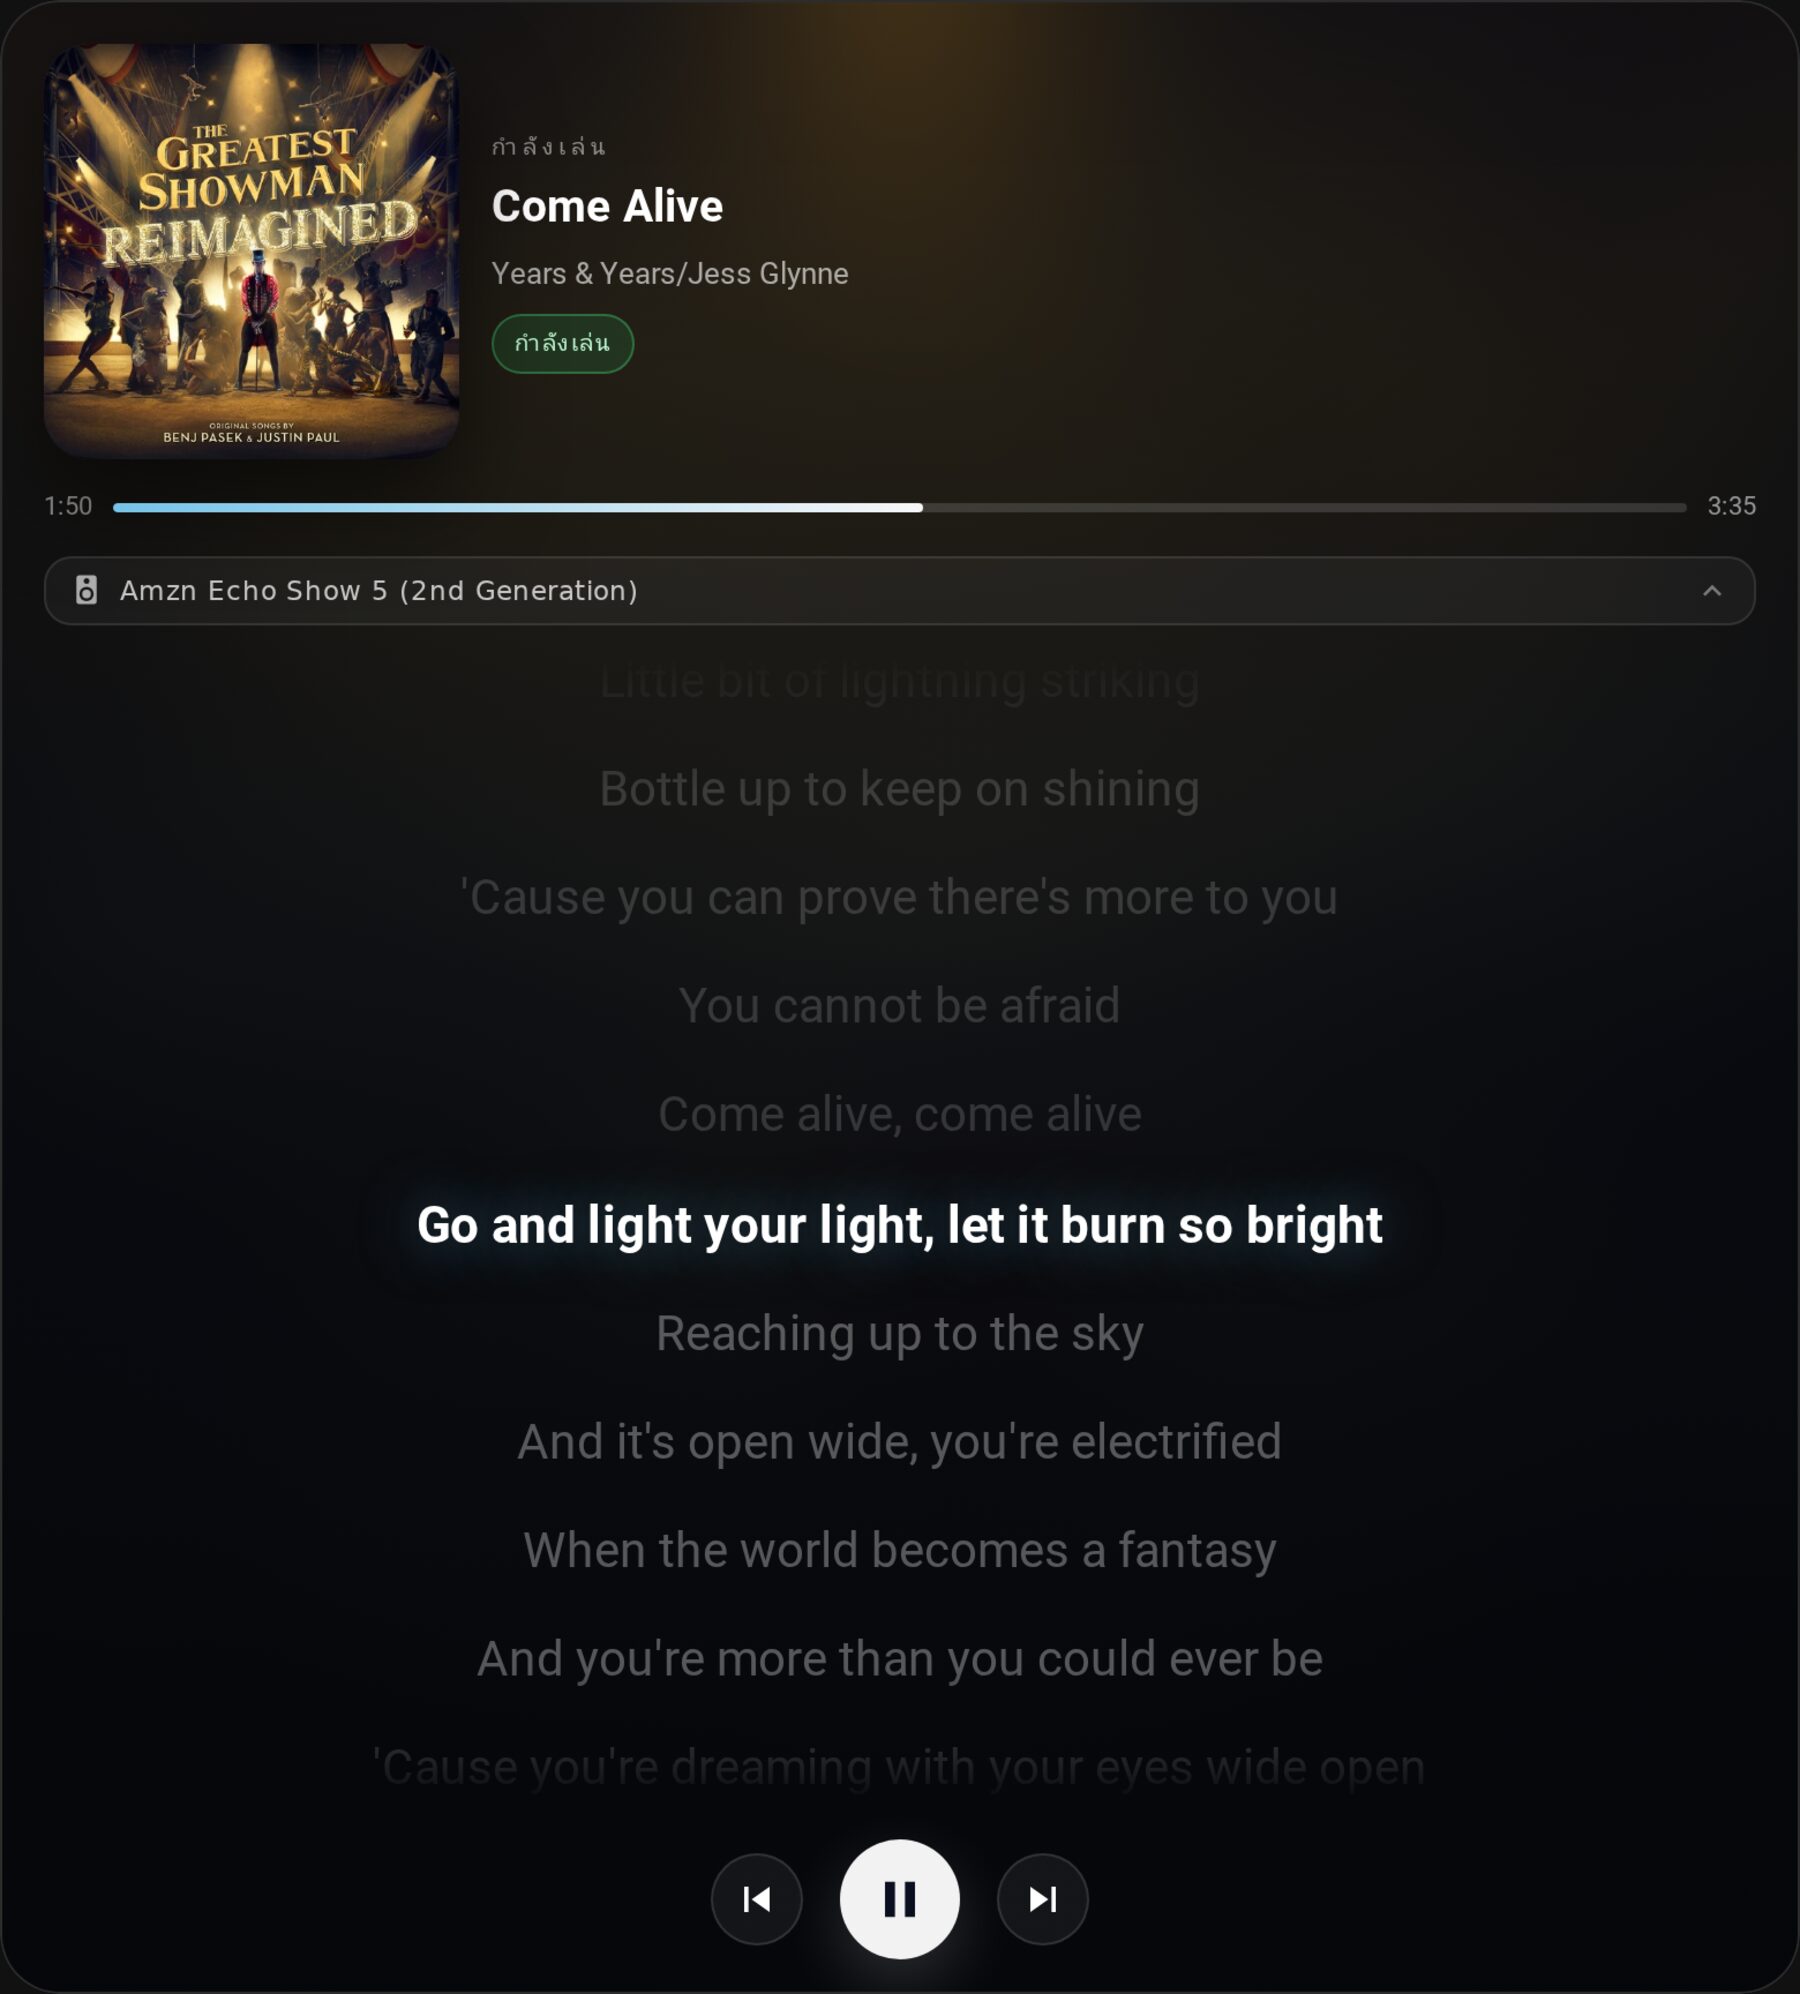 THE
GREATEST
SHOWMAN
REIMAGINED
ORIGINAL SONGS BY
BENJ PASEK & JUSTIN PAUL
กำลังเล่น
Come Alive
Years & Years/Jess Glynne
กำลังเล่น
1:50
3:35
Amzn Echo Show 5 (2nd Generation)
Little bit of lightning striking
Bottle up to keep on shining
'Cause you can prove there's more to you
You cannot be afraid
Come alive, come alive
Go and light your light, let it burn so bright
Reaching up to the sky
And it's open wide, you're electrified
When the world becomes a fantasy
And you're more than you could ever be
'Cause you're dreaming with your eyes wide open